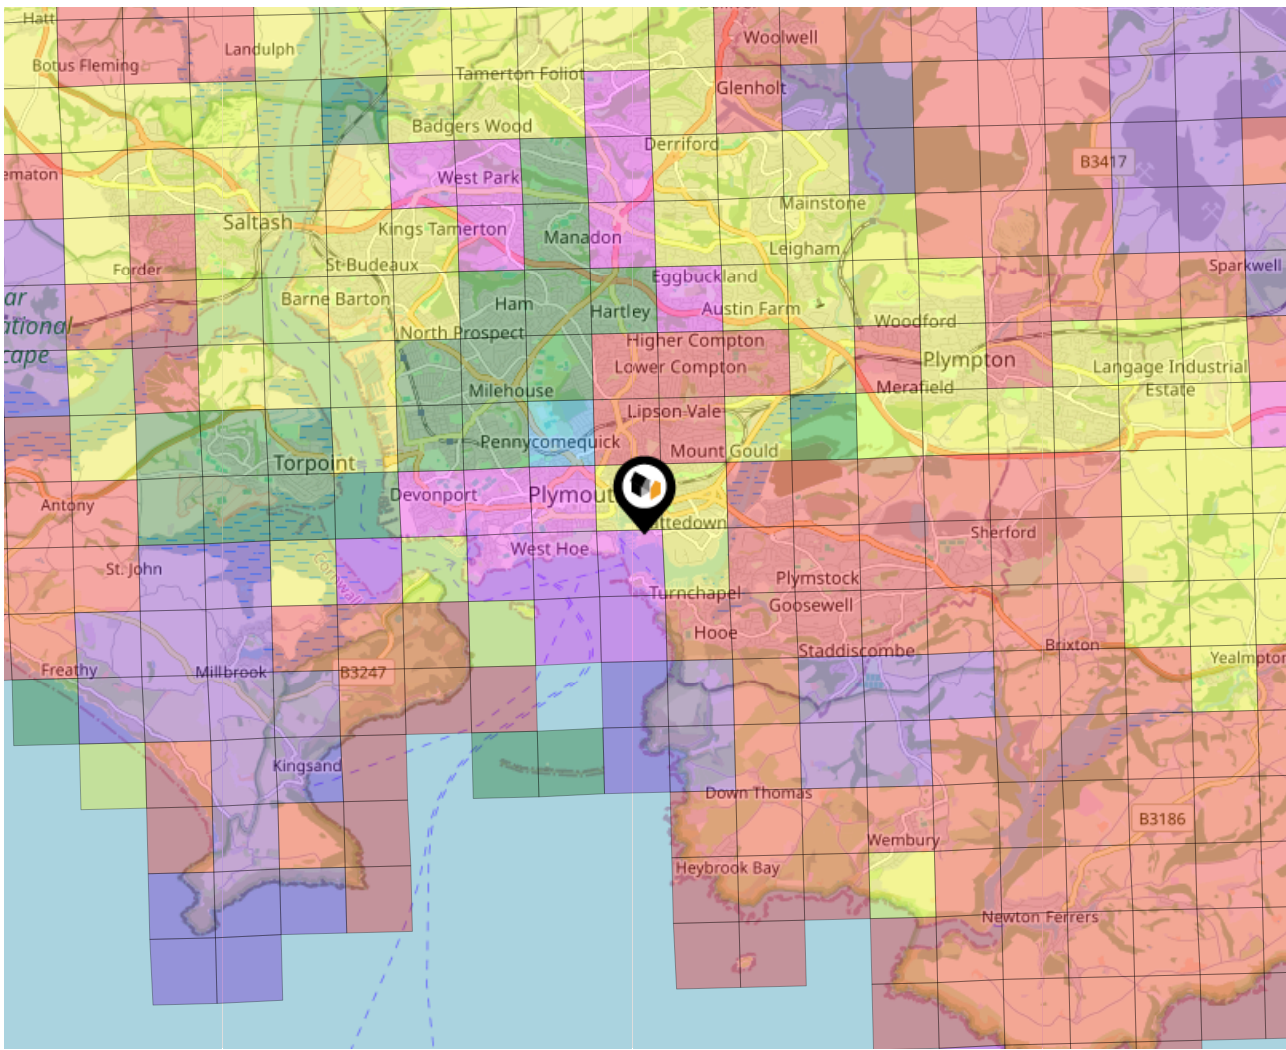 Hatt
Woolwell
Landulph
Botus Fleming
Tamerton Foliot
Glenholt
Badgers Wood
Derriford
B3417
ematon
West Park
Mainstone
Saltash
Kings Tamerton
Manadon
Leigham
Forder
St Budeaux
Eggbuckland
Sparkwell
ar
ational
cape
Barne Barton
Ham
Hartley
Austin Farm
Woodford
North Prospect
Higher Compton
Lower Compton
Plympton
Langage Industrial
Estate
Milehouse
Merafield
Lipson Vale
Pennycomequick
Mount Gould
Torpoint
Devonport
Plymout
Antony
ttedown
Sherford
West Hoe
St. John
Cornwall
Plymstock
Turnchapel
Goosewell
Hooe
Staddiscombe
Brixton
Yealmpton
Freathy
Millbrook
B3247
Kingsand
Down Thomas
B3186
Wembury
Heybrook Bay
Newton Ferrers